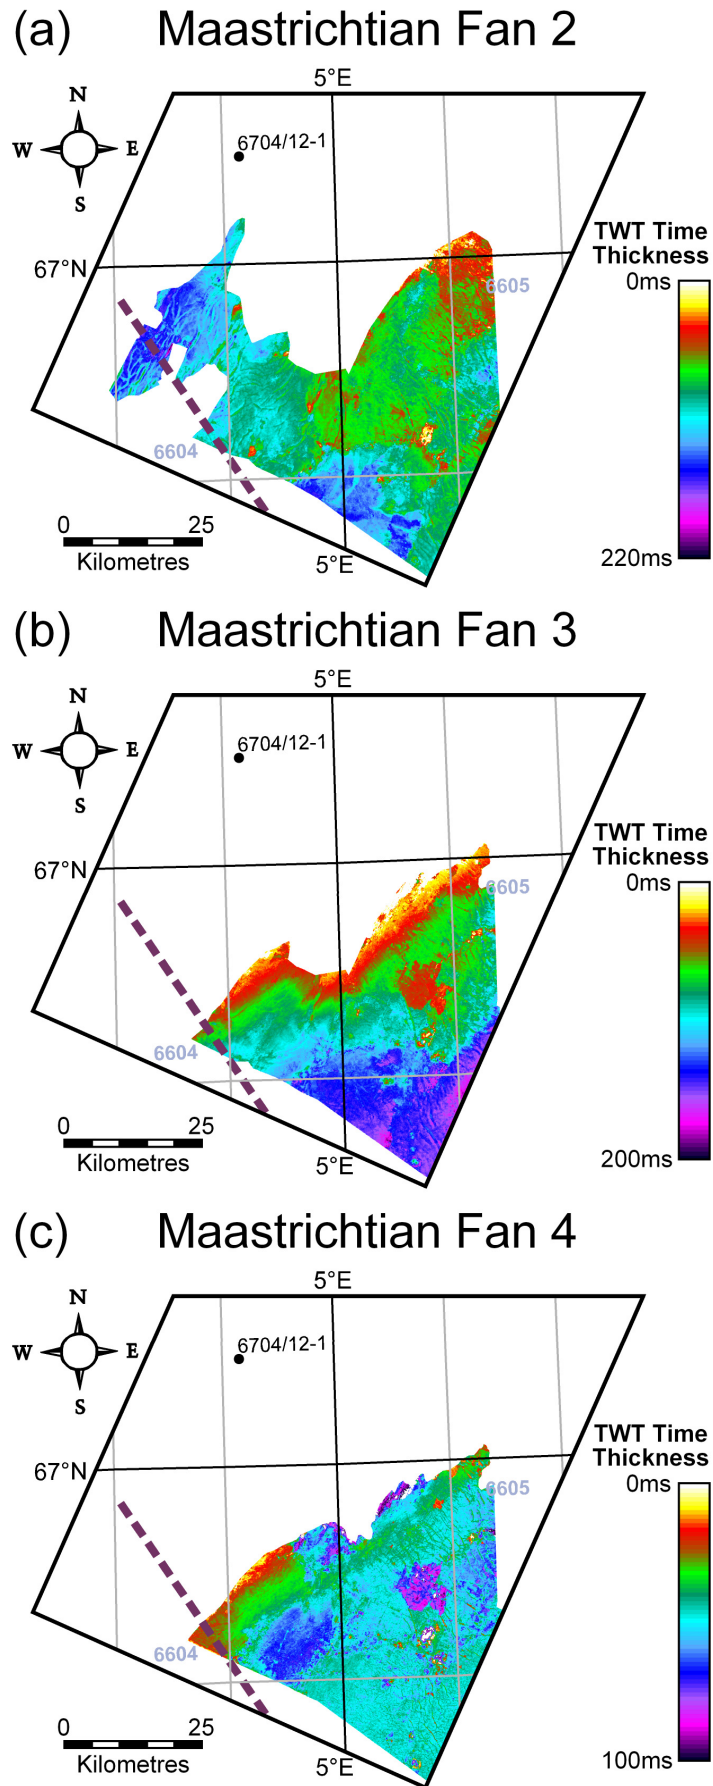 (a) Maastrichtian Fan 2
5°E
N
W E
S
6704/12-1
67°N
6605
6604
TWT Time
Thickness
0ms
220ms
0 25
Kilometres
5°E
(b) Maastrichtian Fan 3
5°E
N
W E
S
6704/12-1
67°N
6605
6604
TWT Time
Thickness
0ms
200ms
0 25
Kilometres
5°E
(c) Maastrichtian Fan 4
5°E
N
W E
S
6704/12-1
67°N
6605
6604
TWT Time
Thickness
0ms
100ms
0 25
Kilometres
5°E